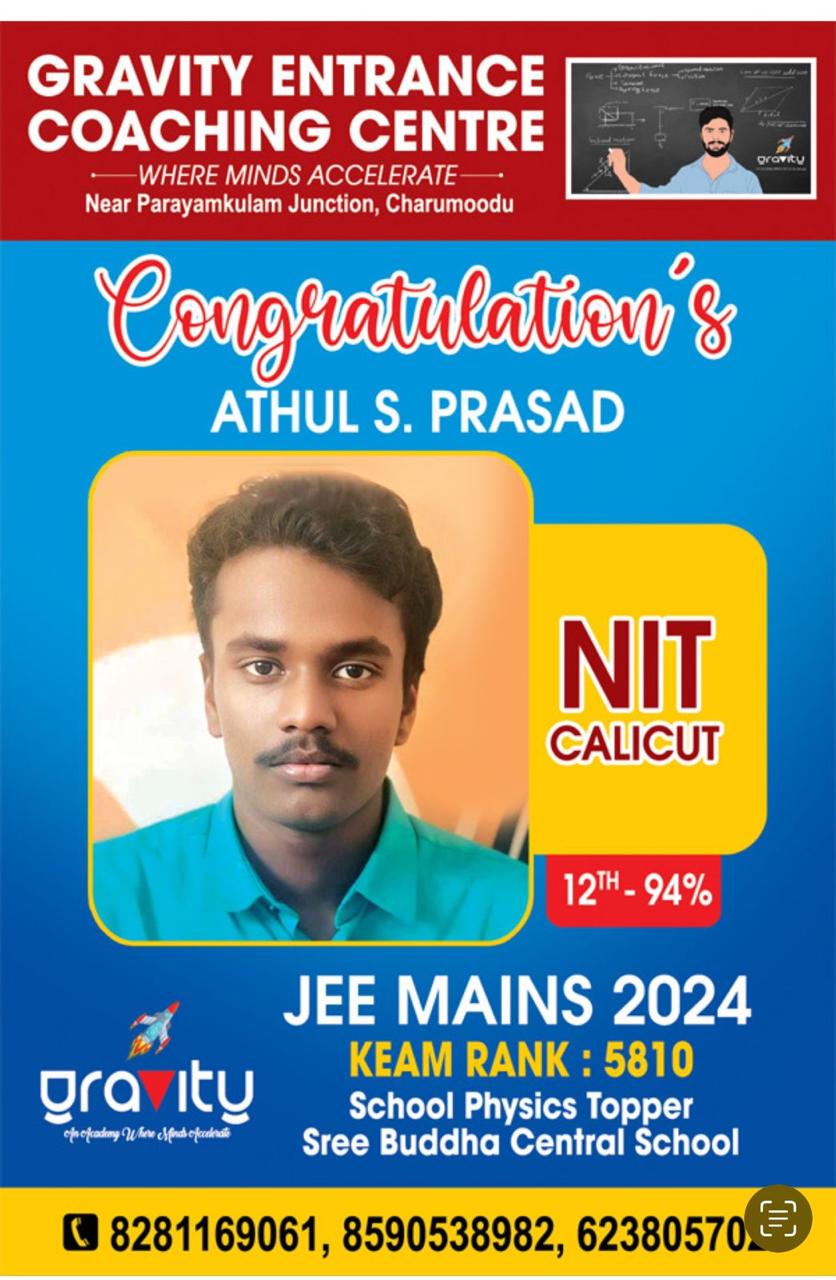 GRAVITY ENTRANCE
COACHING CENTRE
WHERE MINDS ACCELERATE
Near Parayamkulam Junction, Charumoodu
gravity
Congratulation's
ATHUL S. PRASAD
NIT
CALICUT
12TH - 94%
JEE MAINS 2024
KEAM RANK : 5810
School Physics Topper
Sree Buddha Central School
gravity
An Academy Where Minds Accelerate
8281169061, 8590538982,